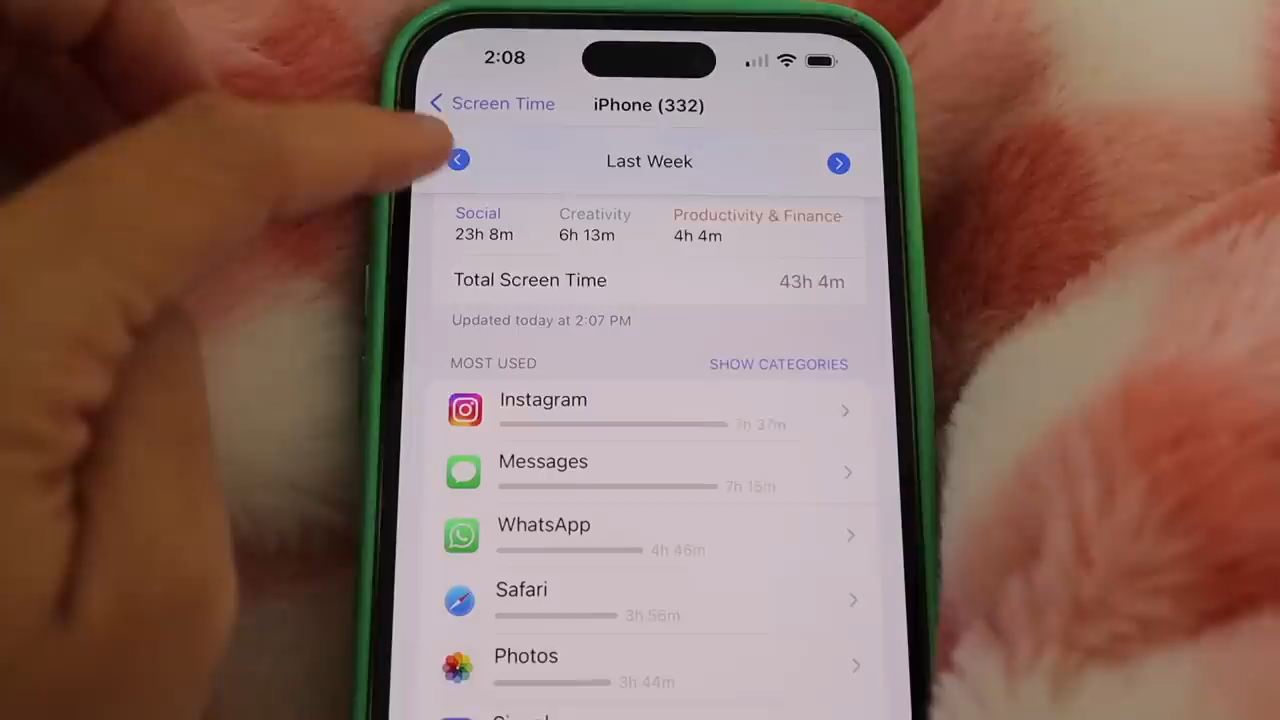 2:08
Screen Time iPhone (332)
Last Week
Social Creativity Productivity & Finance
23h 8m 6h 13m 4h 4m
Total Screen Time 43h 4m
Updated today at 2:07 PM
MOST USED SHOW CATEGORIES
Instagram
7h 37m
Messages
7h 15m
WhatsApp
4h 46m
Safari
3h 56m
Photos
3h 44m